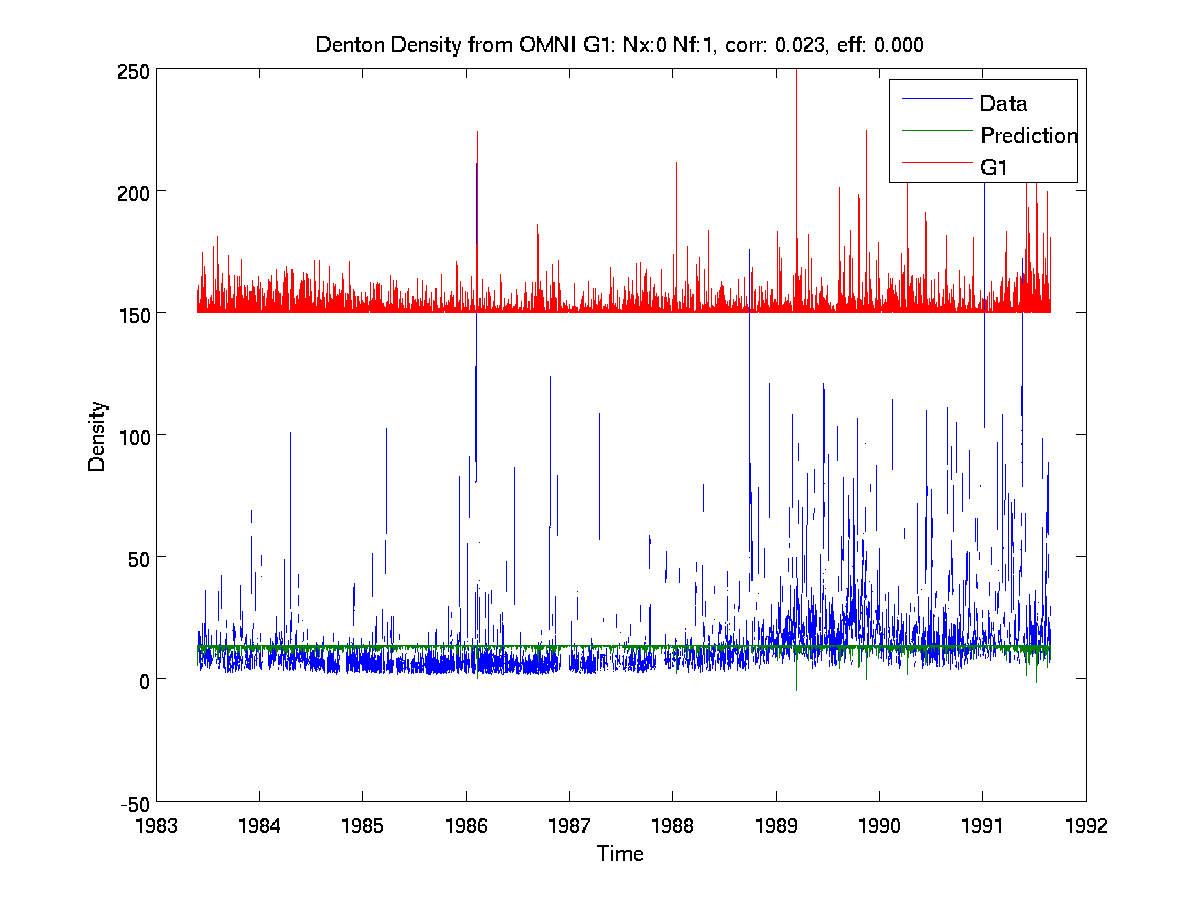 Denton Density from OMNI G1: Nx:0 Nf:1, corr: 0.023, eff: 0.000
250
200
150
100
50
0
-50
Density
Data
Prediction
G1
1983 1984 1985 1986 1987 1988 1989 1990 1991 1992
Time